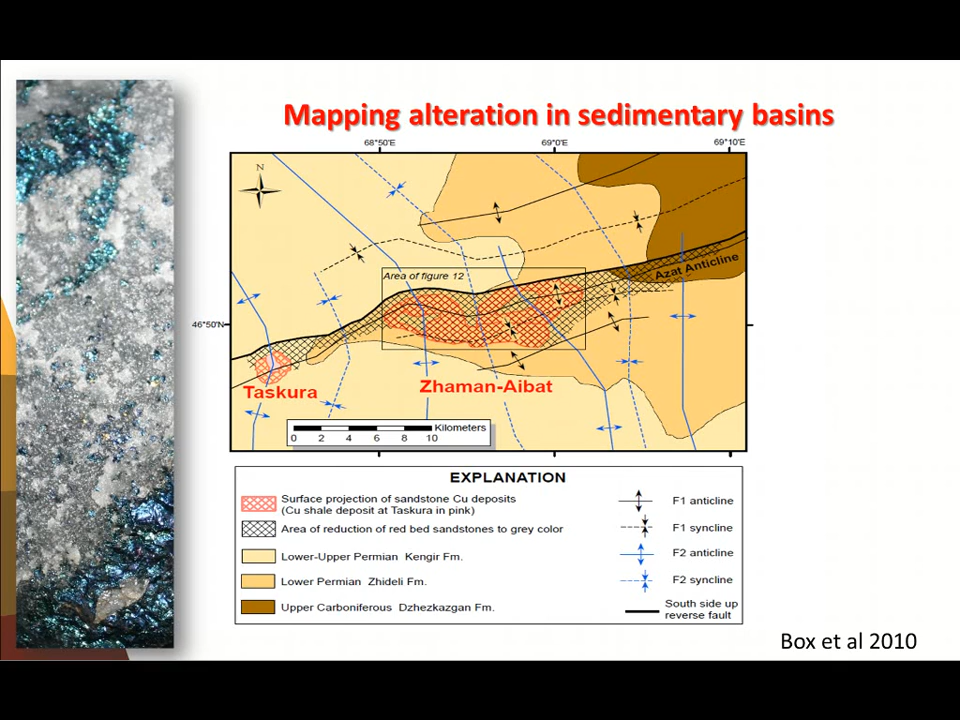 Mapping alteration in sedimentary basins
68°50'E
69°0'E
69°10'E
N
Azat Anticline
Area of figure 12
46°50'N
Taskura
Zhaman-Aibat
Kilometers
0 2 4 6 8 10
EXPLANATION
Surface projection of sandstone Cu deposits
(Cu shale deposit at Taskura in pink)
Area of reduction of red bed sandstones to grey color
Lower-Upper Permian Kengir Fm.
Lower Permian Zhideli Fm.
Upper Carboniferous Dzhezkazgan Fm.
F1 anticline
F1 syncline
F2 anticline
F2 syncline
South side up
reverse fault
Box et al 2010